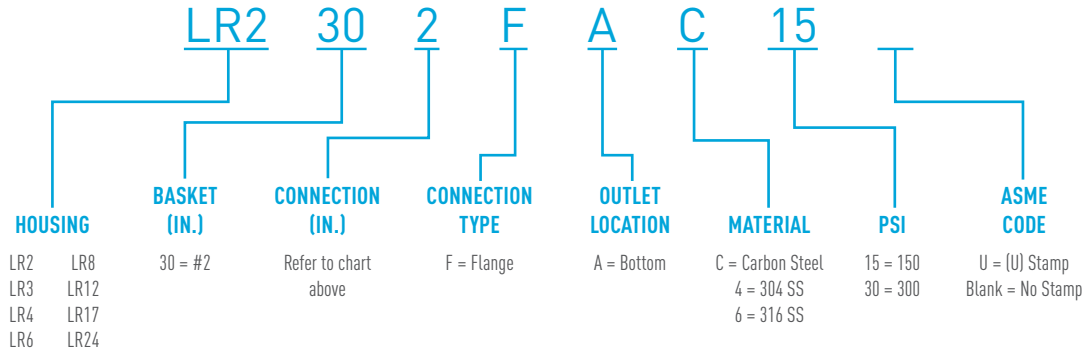 LR2 30 2 F A C 15
HOUSING
LR2 LR8
LR3 LR12
LR4 LR17
LR6 LR24
BASKET
(IN.)
30 = #2
CONNECTION
(IN.)
Refer to chart
above
CONNECTION
TYPE
F = Flange
OUTLET
LOCATION
A = Bottom
MATERIAL
C = Carbon Steel
4 = 304 SS
6 = 316 SS
PSI
15 = 150
30 = 300
ASME
CODE
U = (U) Stamp
Blank = No Stamp